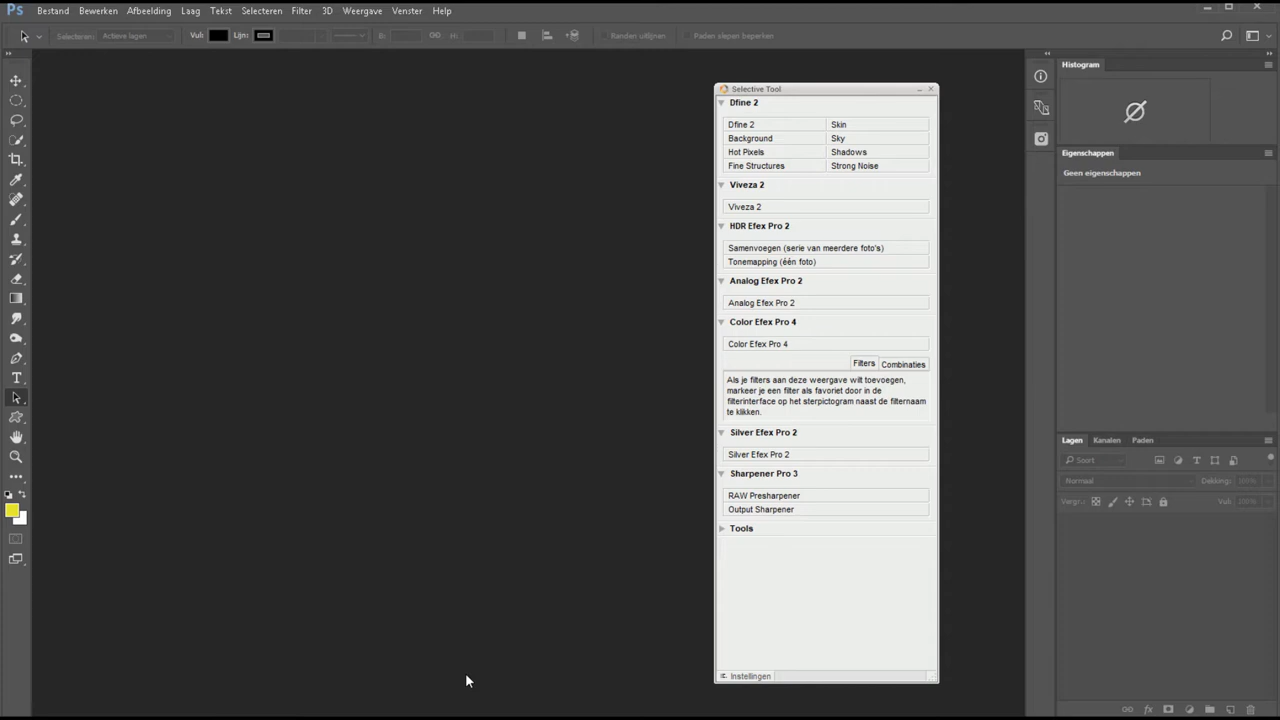 Ps Bestand Bewerken Afbeelding Laag Tekst Selecteren Filter 3D Weergave Venster Help
Selecteren: Actieve lagen Vul: Lijn: B: H: Randen uitlijnen Paden slepen beperken
Selective Tool
Dfine 2
Dfine 2 Skin
Background Sky
Hot Pixels Shadows
Fine Structures Strong Noise
Viveza 2
Viveza 2
HDR Efex Pro 2
Samenvoegen (serie van meerdere foto's)
Tonemapping (één foto)
Analog Efex Pro 2
Analog Efex Pro 2
Color Efex Pro 4
Color Efex Pro 4
Filters Combinaties
Als je filters aan deze weergave wilt toevoegen,
markeer je een filter als favoriet door in de
filterinterface op het sterpictogram naast de filternaam
te klikken.
Silver Efex Pro 2
Silver Efex Pro 2
Sharpener Pro 3
RAW Presharpener
Output Sharpener
Tools
Instellingen
Histogram
Eigenschappen
Geen eigenschappen
Lagen Kanalen Paden
Soort
Normaal Dekking: 100%
Vergr.: Vul: 100%
fx